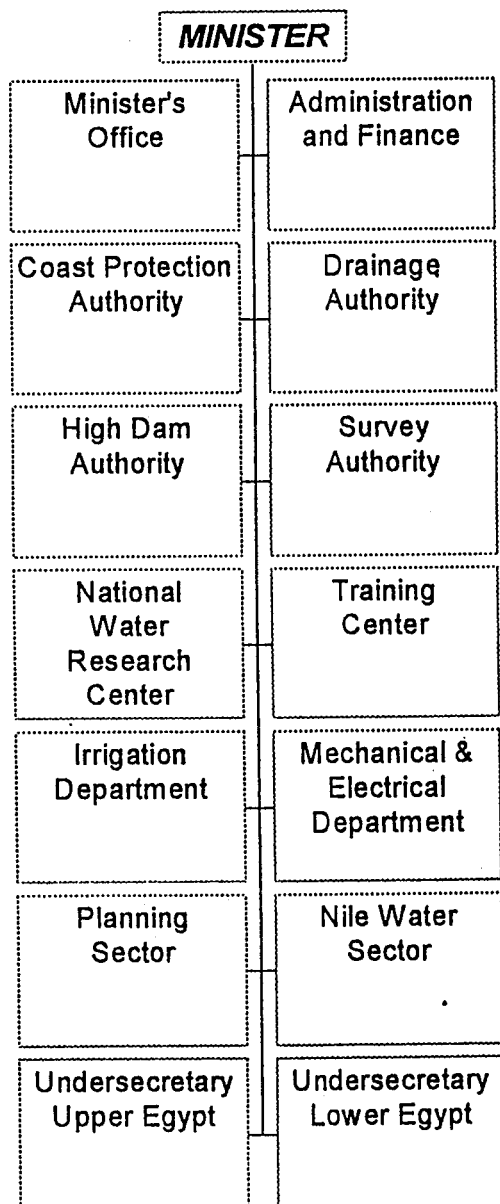 MINISTER
Minister's
Office
Administration
and Finance
Coast Protection
Authority
Drainage
Authority
High Dam
Authority
Survey
Authority
National
Water
Research
Center
Training
Center
Irrigation
Department
Mechanical &
Electrical
Department
Planning
Sector
Nile Water
Sector
Undersecretary
Upper Egypt
Undersecretary
Lower Egypt